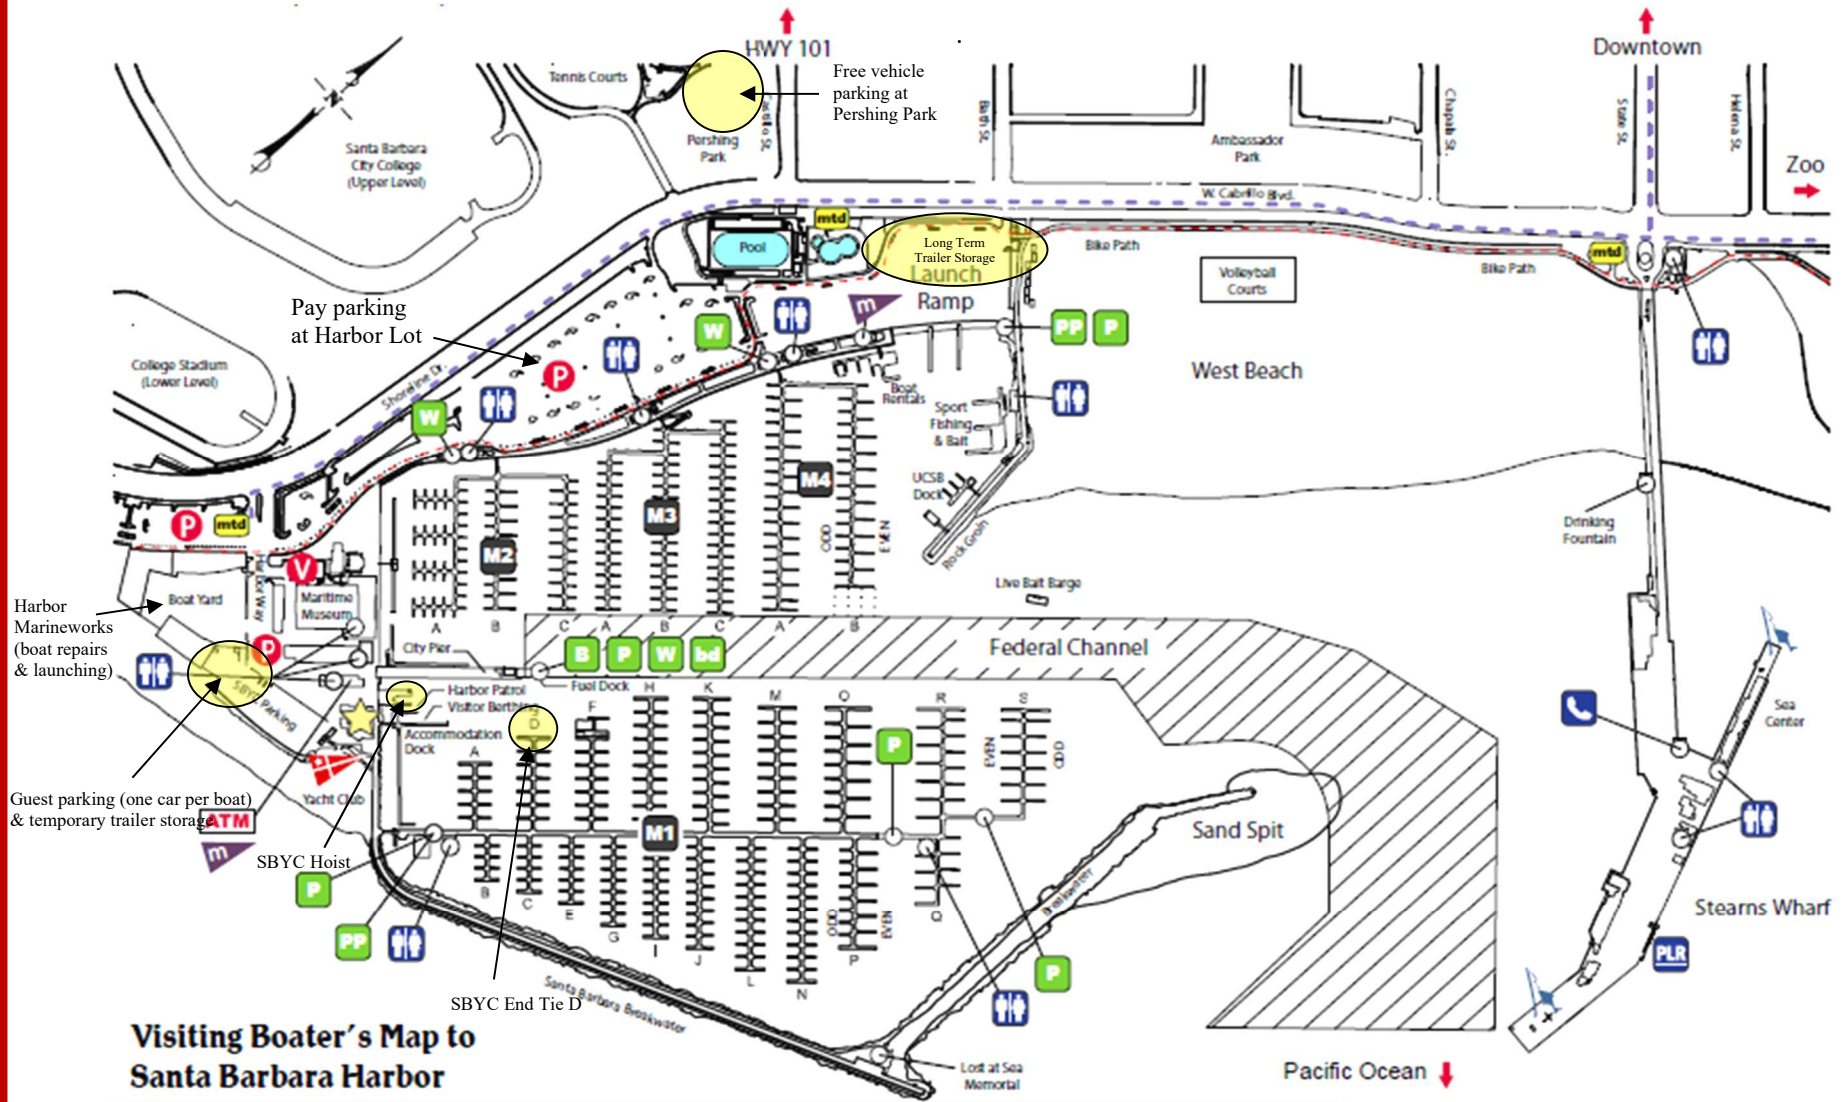 HWY 101
Downtown
Tennis Courts
Free vehicle
parking at
Pershing Park
Castillo St.
Bath St.
Chapala St.
State St.
Helena St.
Pershing
Park
Ambassador
Park
Santa Barbara
City College
(Upper Level)
Zoo
W. Cabrillo Blvd.
mtd
Pool
Long Term
Trailer Storage
Launch
Ramp
Bike Path
mtd
Bike Path
Volleyball
Courts
Pay parking
at Harbor Lot
m
W
PP
P
College Stadium
(Lower Level)
Shoreline Dr.
P
West Beach
Boat
Rentals
Sport
Fishing
& Bait
W
M4
UCSB
Dock
M3
ODD
EVEN
Rock Groin
P
mtd
M2
Drinking
Fountain
V
Harbor Way
Boat Yard
Maritime
Museum
Live Bait Barge
Harbor
Marineworks
(boat repairs
& launching)
A
B
C
A
B
C
A
B
P
City Pier
B
P
W
bd
Federal Channel
Fuel Dock
SBYC Parking
Harbor Patrol
Visitor Berthing
Accommodation
Dock
A
D
F
H
K
M
O
R
S
P
EVEN
ODD
Sea
Center
Yacht Club
Guest parking (one car per boat)
& temporary trailer storage
ATM
m
M1
Sand Spit
SBYC Hoist
P
PP
B
C
E
G
I
J
L
N
P
Q
ODD
EVEN
Breakwater
Stearns Wharf
PLR
P
SBYC End Tie D
Santa Barbara Breakwater
Lost at Sea
Memorial
Pacific Ocean
Visiting Boater's Map to
Santa Barbara Harbor